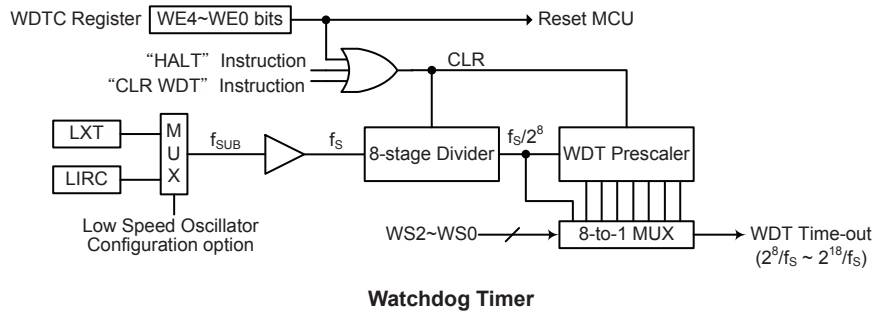 WDTC Register WE4~WE0 bits Reset MCU
“HALT” Instruction
CLR
“CLR WDT” Instruction
LXT
LIRC
M
U
X
fSUB
fS
8-stage Divider
fS/2⁸
WDT Prescaler
Low Speed Oscillator
Configuration option
WS2~WS0
8-to-1 MUX
WDT Time-out
(2⁸/fS ~ 2¹⁸/fS)
Watchdog Timer